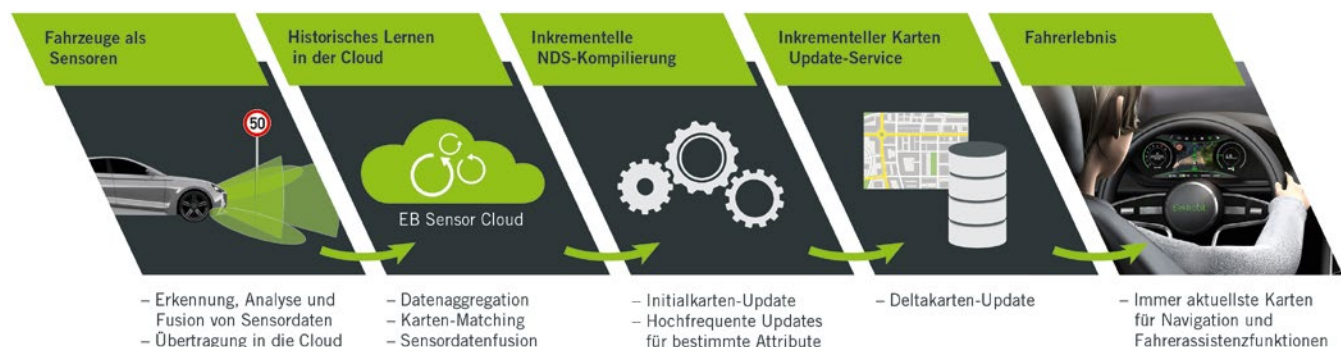 Fahrzeuge als
Sensoren
Historisches Lernen
in der Cloud
Inkrementelle
NDS-Kompilierung
Inkrementeller Karten
Update-Service
Fahrerlebnis
50
EB Sensor Cloud
– Erkennung, Analyse und
Fusion von Sensordaten
– Übertragung in die Cloud
– Datenaggregation
– Karten-Matching
– Sensordatenfusion
– Initialkarten-Update
– Hochfrequente Updates
für bestimmte Attribute
– Deltakarten-Update
– Immer aktuellste Karten
für Navigation und
Fahrerassistenzfunktionen